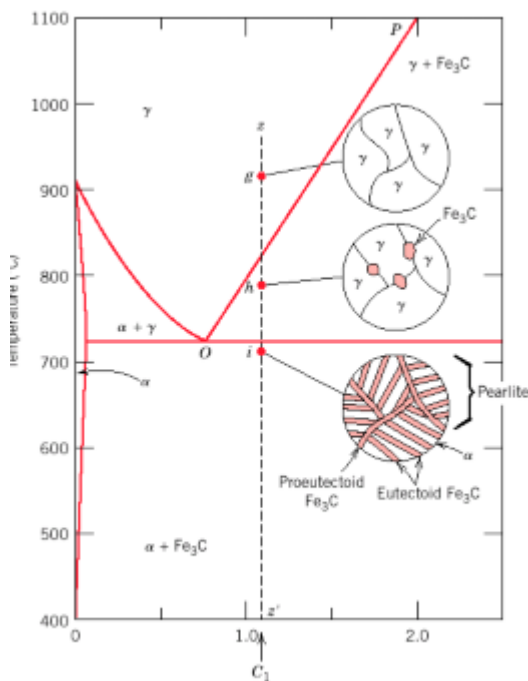 1100
1000
900
800
700
600
500
400
Temperature (°C)
P
γ + Fe₃C
γ
z
g
γ
γ
γ
γ
Fe₃C
h
γ
γ
γ
γ
α + γ
O
i
α
Pearlite
α
Proeutectoid
Fe₃C
Eutectoid Fe₃C
α + Fe₃C
z'
0
1.0
2.0
C₁